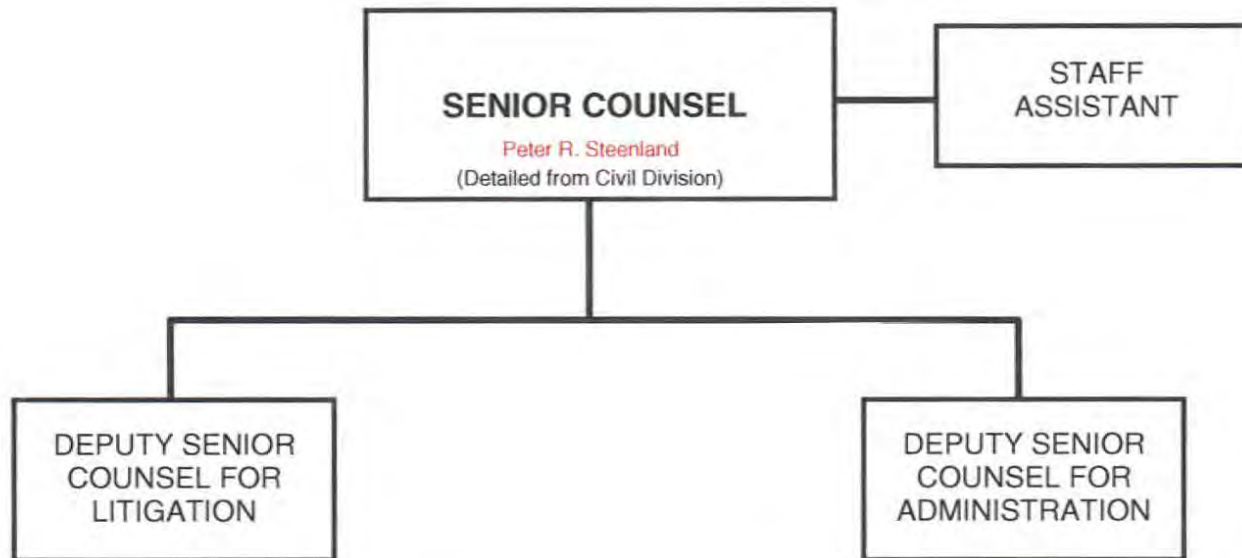 SENIOR COUNSEL
Peter R. Steenland
(Detailed from Civil Division)
STAFF
ASSISTANT
DEPUTY SENIOR
COUNSEL FOR
LITIGATION
DEPUTY SENIOR
COUNSEL FOR
ADMINISTRATION